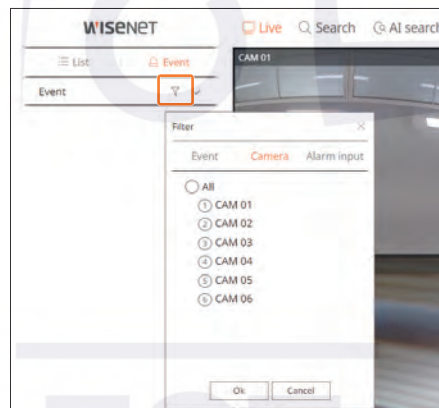 WISENET
Live
Search
AI search
List
Event
CAM 01
Event
Filter
Event
Camera
Alarm input
All
1 CAM 01
2 CAM 02
3 CAM 03
4 CAM 04
5 CAM 05
6 CAM 06
Ok
Cancel